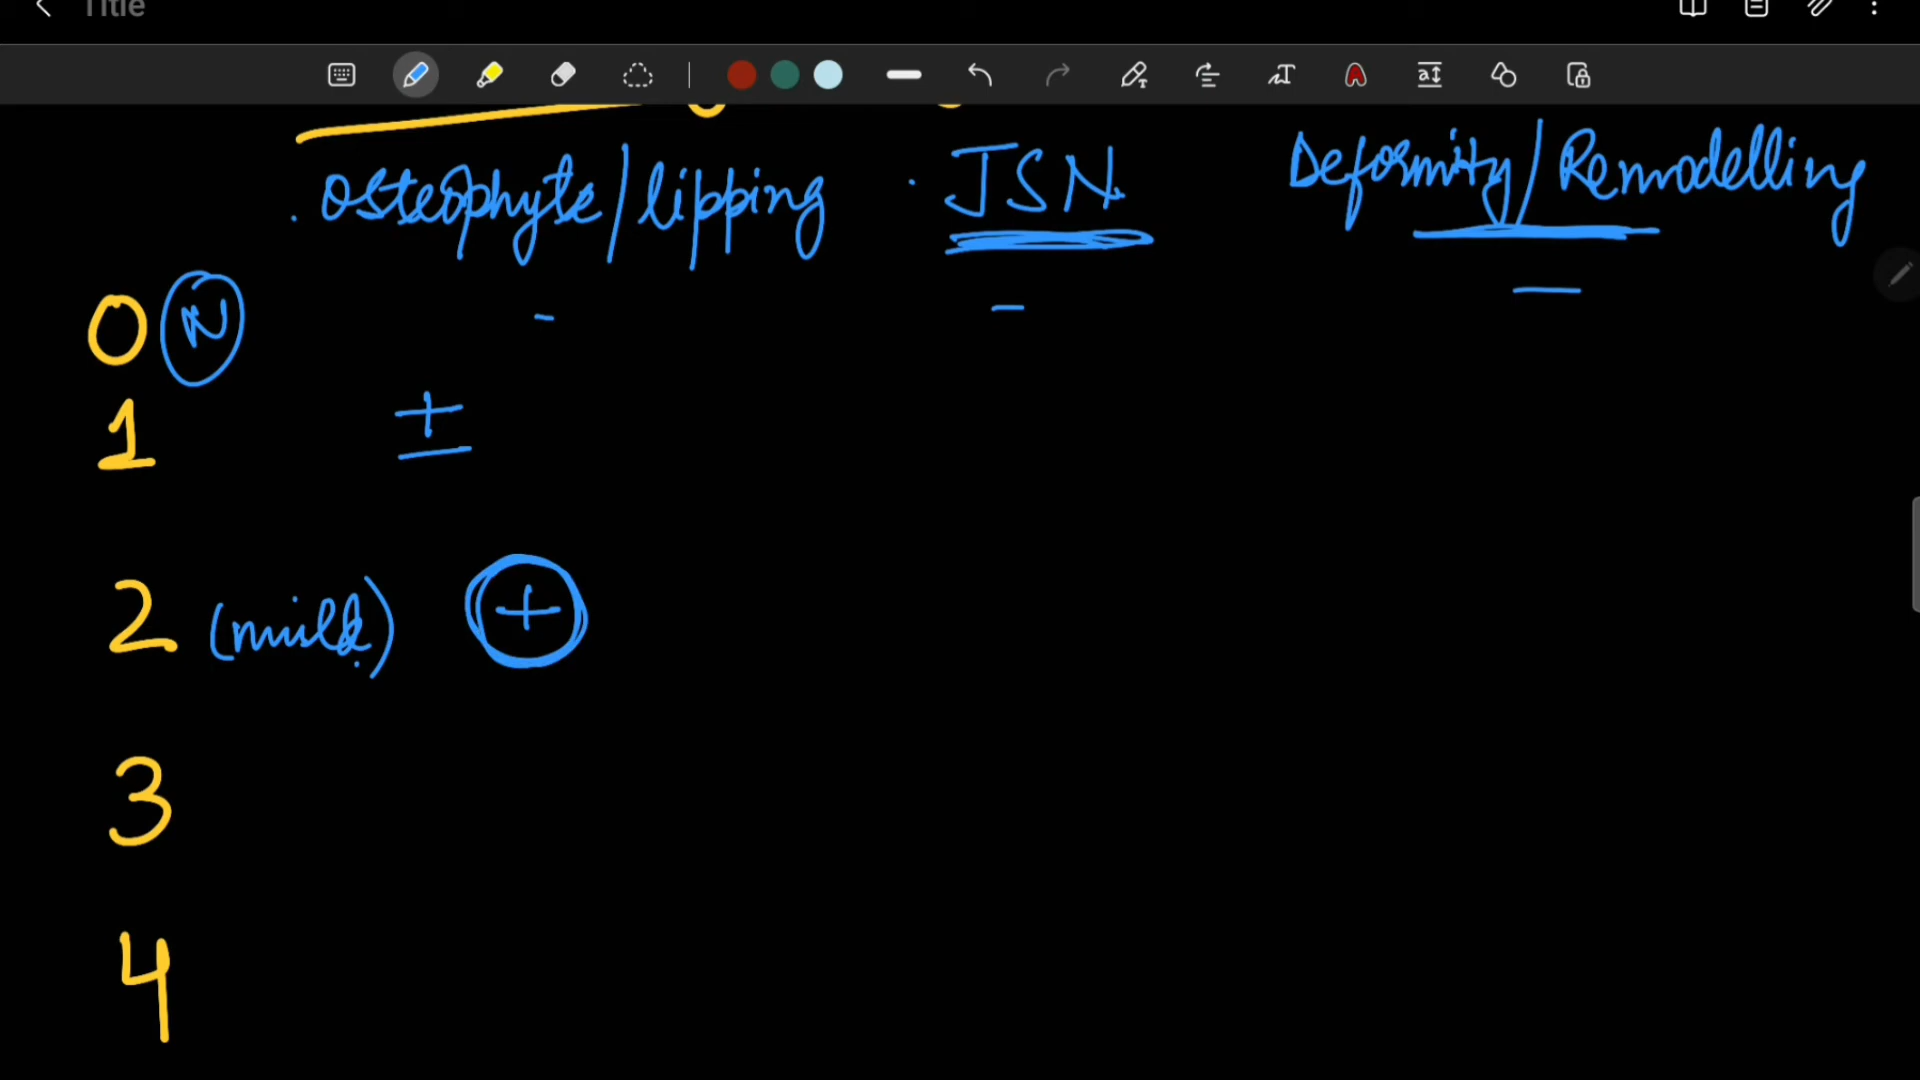 Title
. Osteophyte/lipping . JSN Deformity/Remodelling
0 N - - —
1 ±
2 (mild) +
3
4